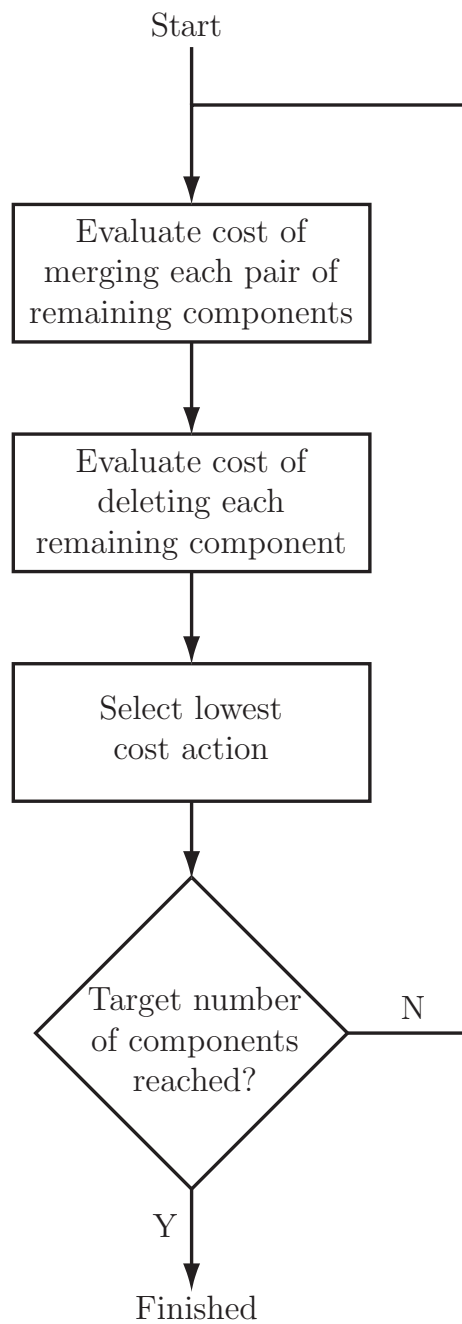 Start
Evaluate cost of
merging each pair of
remaining components
Evaluate cost of
deleting each
remaining component
Select lowest
cost action
Target number
of components
reached?
N
Y
Finished